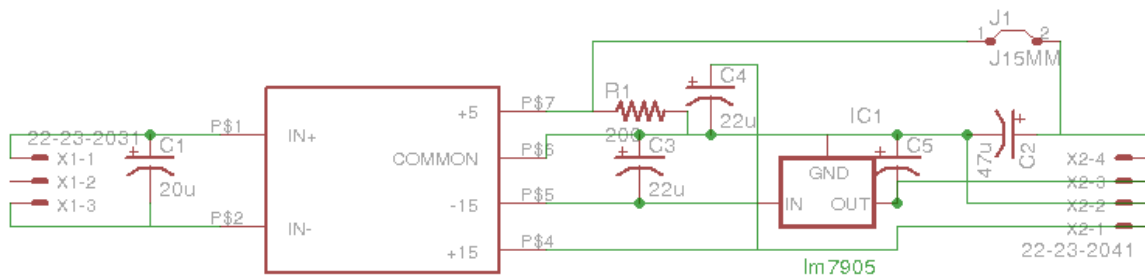 J1
1 2
J15MM
C4
+5 P$7 R1 22u IC1
200
22-23-2031 P$1 IN+ C1 20u
X1-1
X1-2
X1-3
COMMON P$6 C3 22u
-15 P$5
P$2 IN-
+15 P$4
GND
IN OUT
C5
47u C2
X2-4
X2-3
X2-2
X2-1
22-23-2041
lm7905